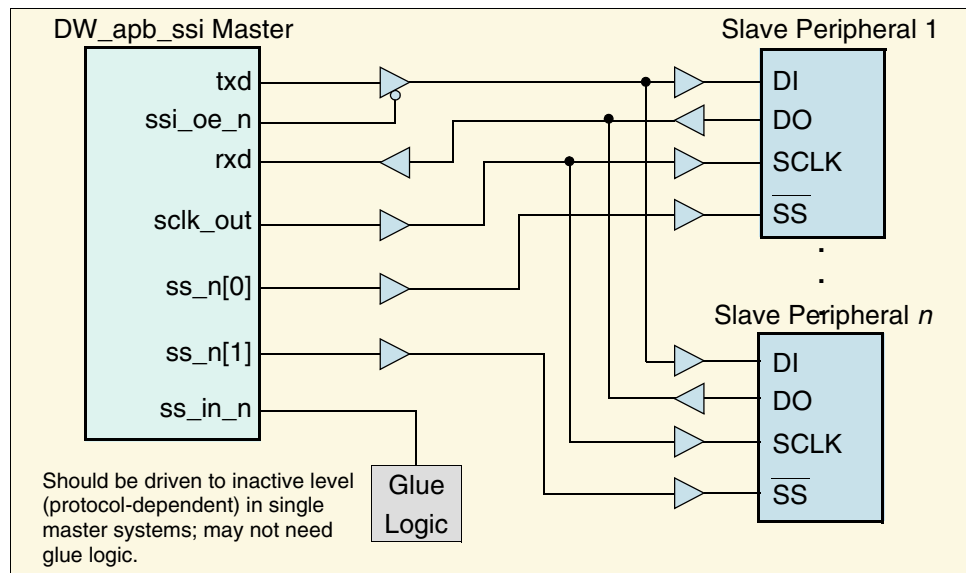 DW_apb_ssi Master
txd
ssi_oe_n
rxd
sclk_out
ss_n[0]
ss_n[1]
ss_in_n
Should be driven to inactive level
(protocol-dependent) in single
master systems; may not need
glue logic.
Glue
Logic
Slave Peripheral 1
DI
DO
SCLK
SS
Slave Peripheral n
DI
DO
SCLK
SS